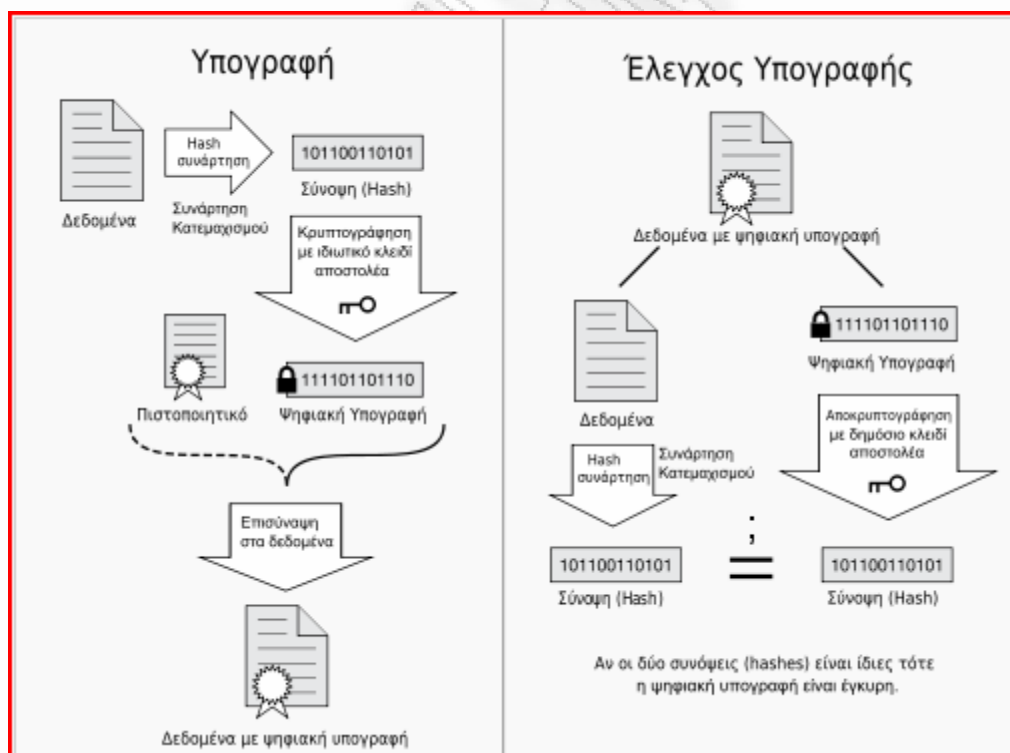 Υπογραφή
Hash
συνάρτηση
101100110101
Σύνοψη (Hash)
Δεδομένα
Συνάρτηση
Κατεμαχισμού
Κρυπτογράφηση
με ιδιωτικό κλειδί
αποστολέα
111101101110
Πιστοποιητικό
Ψηφιακή Υπογραφή
Επισύναψη
στα δεδομένα
Δεδομένα με ψηφιακή υπογραφή
Έλεγχος Υπογραφής
Δεδομένα με ψηφιακή υπογραφή
111101101110
Ψηφιακή Υπογραφή
Δεδομένα
Hash
συνάρτηση
Συνάρτηση
Κατεμαχισμού
Αποκρυπτογράφηση
με δημόσιο κλειδί
αποστολέα
;
=
101100110101
Σύνοψη (Hash)
101100110101
Σύνοψη (Hash)
Αν οι δύο συνόψεις (hashes) είναι ίδιες τότε
η ψηφιακή υπογραφή είναι έγκυρη.